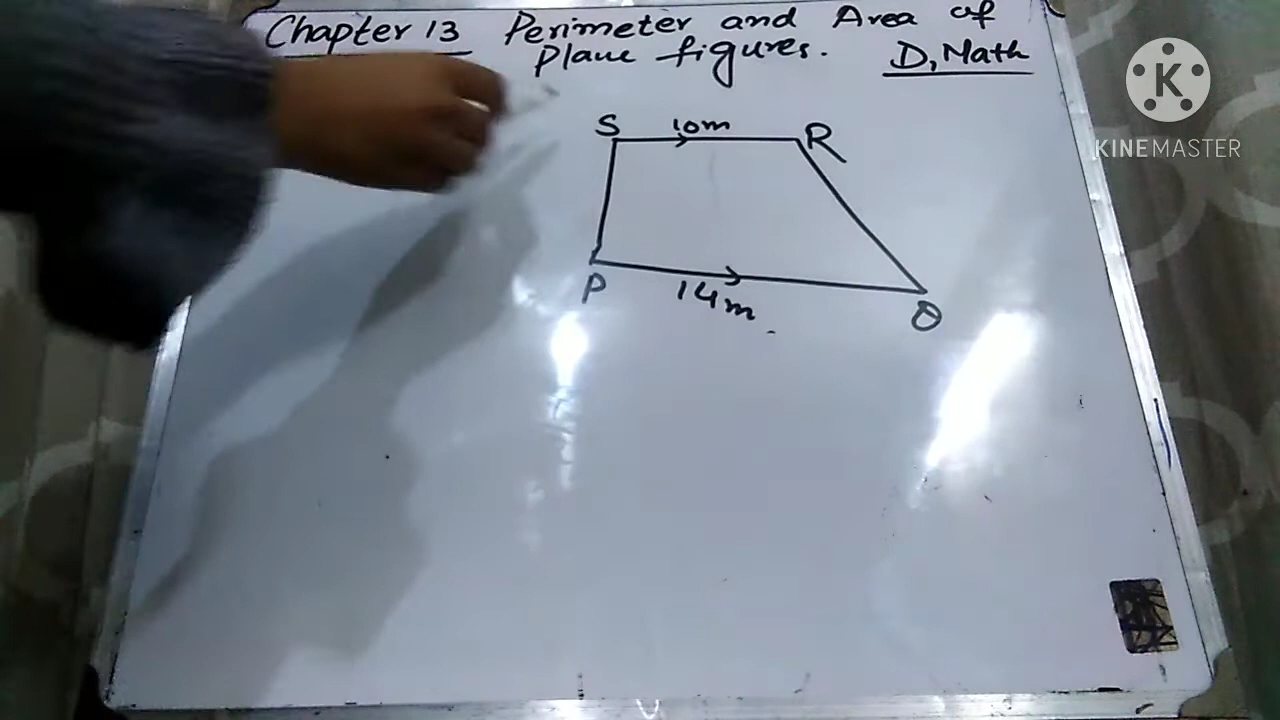 Chapter 13 Perimeter and Area of
Plane figures. D, Math
K
KINEMASTER
S 10m R
P 14m Q